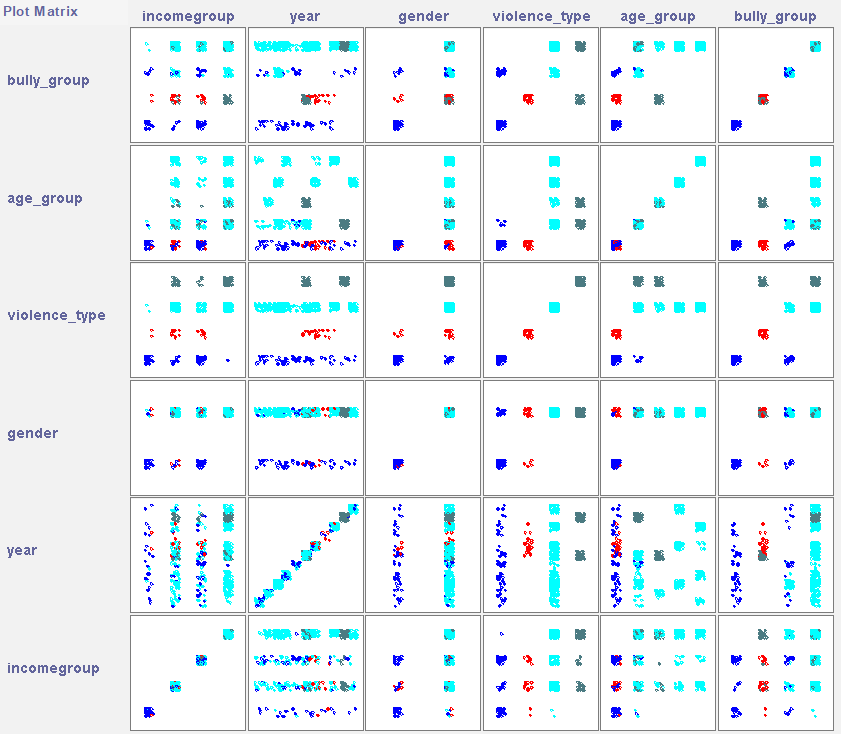 Plot Matrix
incomegroup year gender violence_type age_group bully_group
bully_group
age_group
violence_type
gender
year
incomegroup